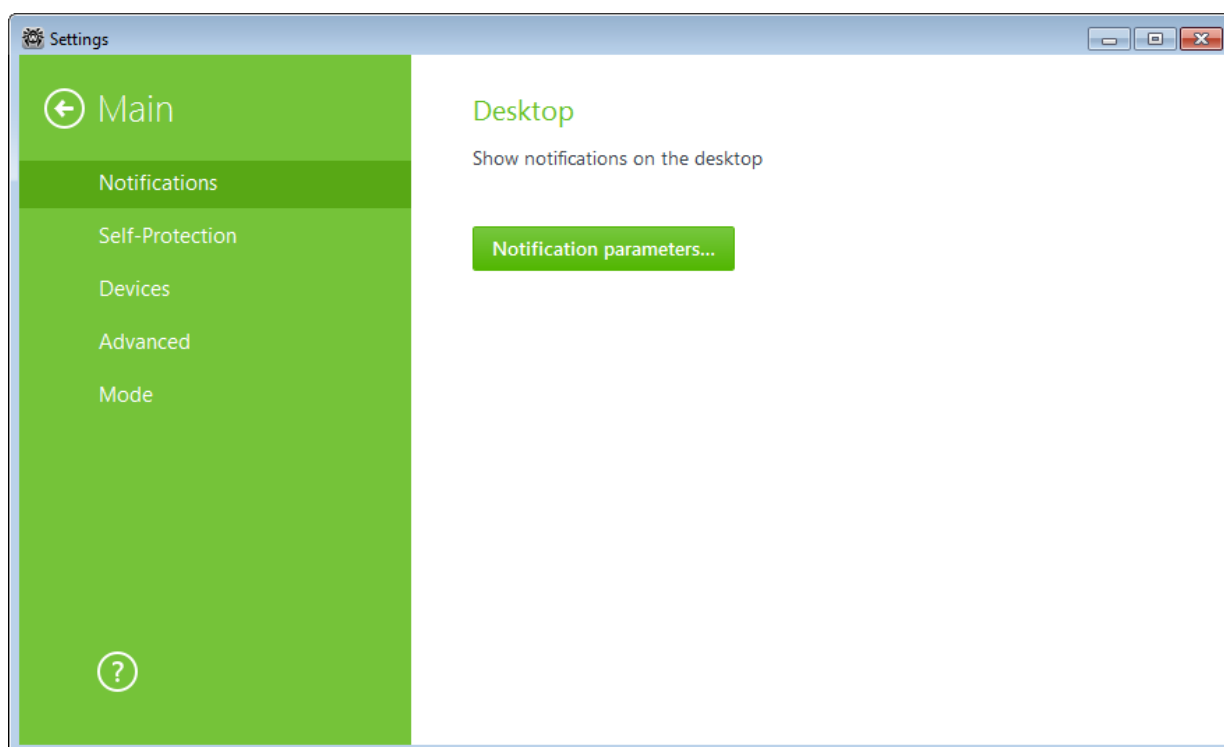 Settings
Main
Notifications
Self-Protection
Devices
Advanced
Mode
?
Desktop
Show notifications on the desktop
Notification parameters...